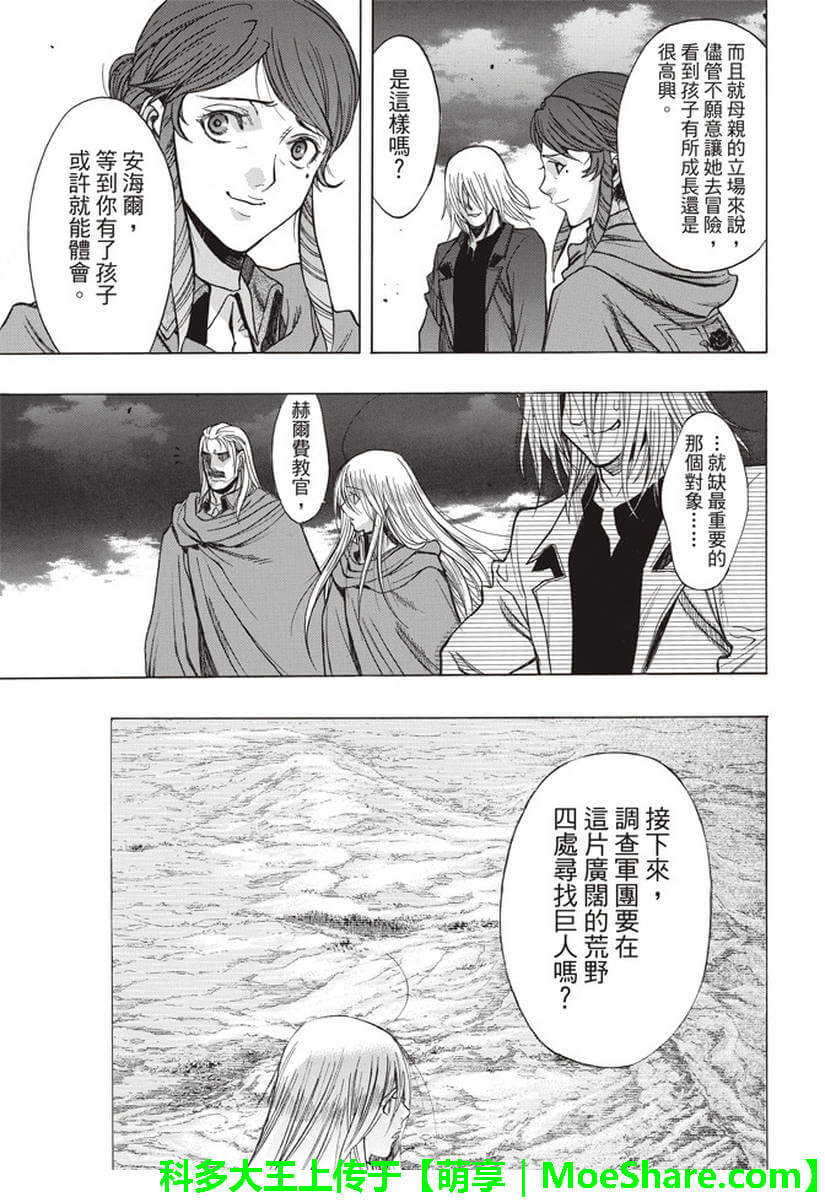 而且就母親的立場來說，
儘管不願意讓她去冒險，
看到孩子有所成長還是
很高興。
是這樣嗎？
安海爾，
等到你有了孩子
或許就能體會。
…就缺最重要的
那個對象……
赫爾費教官，
接下來，
調查軍團要在
這片廣闊的荒野
四處尋找巨人嗎？
科多大王上传于【萌享】MoeShare.com】